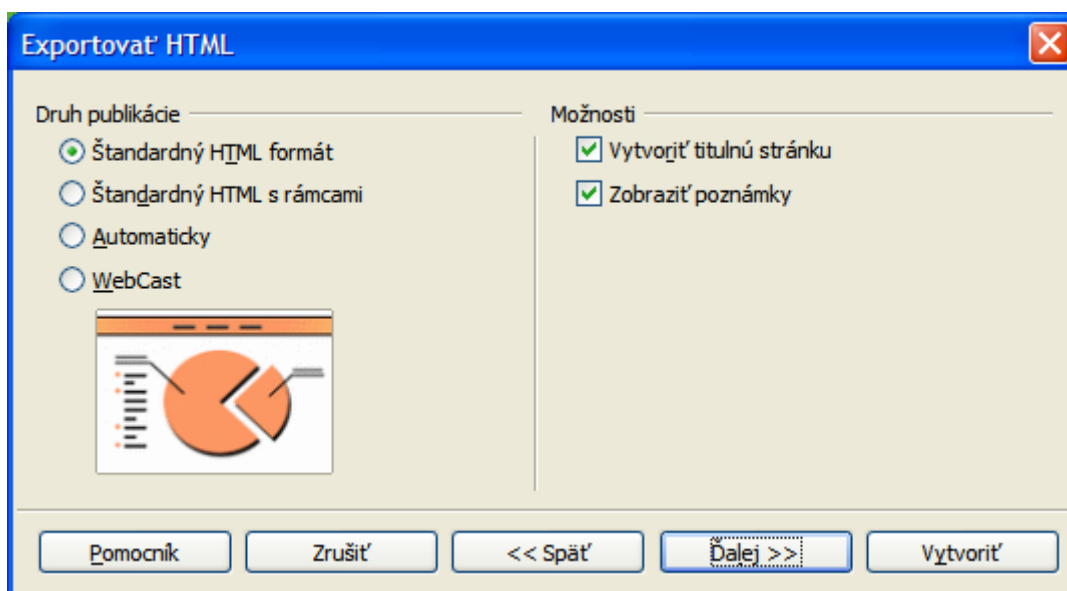 Exportovať HTML
Druh publikácie
Štandardný HTML formát
Štandardný HTML s rámcami
Automaticky
WebCast
Možnosti
Vytvoriť titulnú stránku
Zobraziť poznámky
Pomocník
Zrušiť
<< Späť
Ďalej >>
Vytvoriť